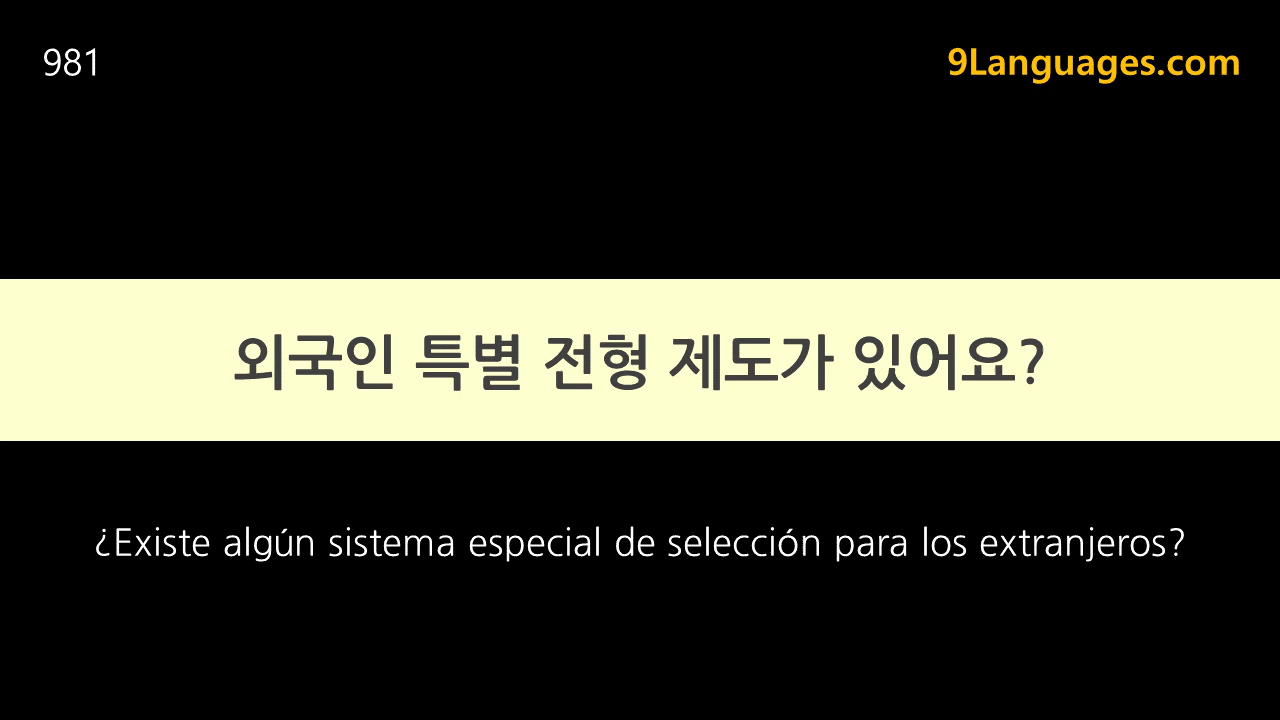 981
9Languages.com
외국인 특별 전형 제도가 있어요?
¿Existe algún sistema especial de selección para los extranjeros?